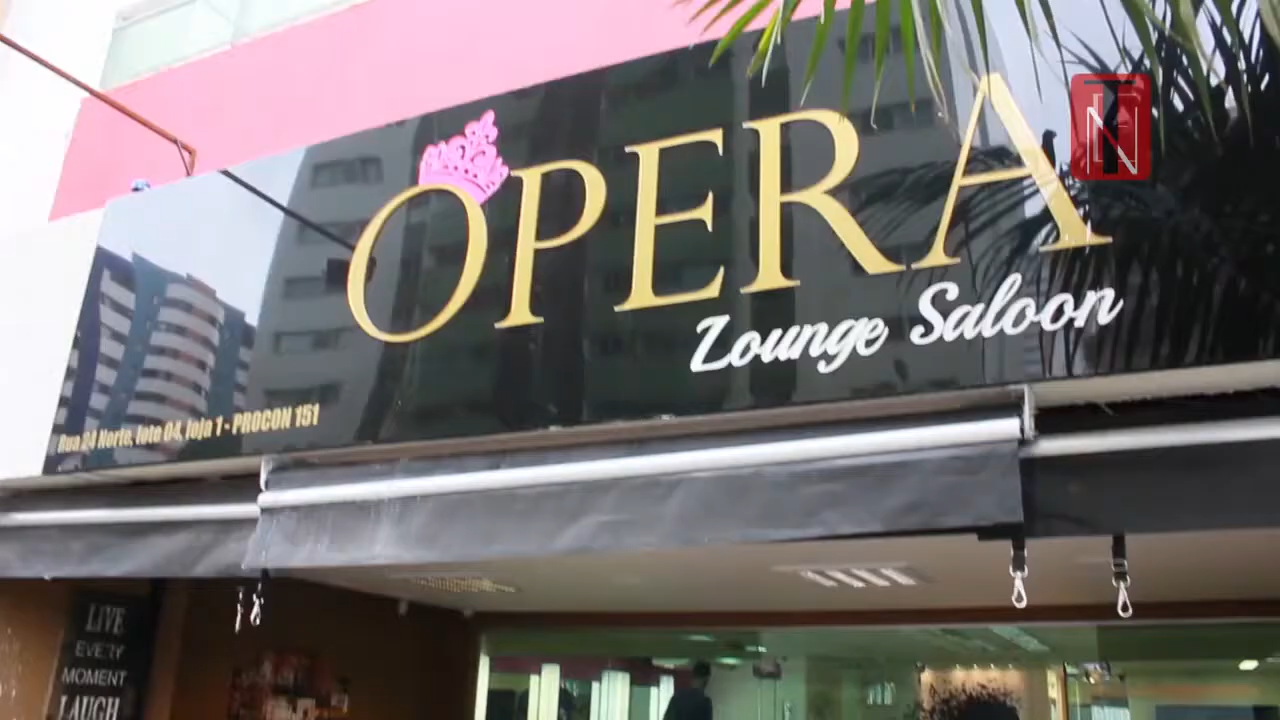 OPERA
Lounge Saloon
Rua 24 Norte, lote 04, loja 1 - PROCON 151
LIVE
EVERY
MOMENT
LAUGH